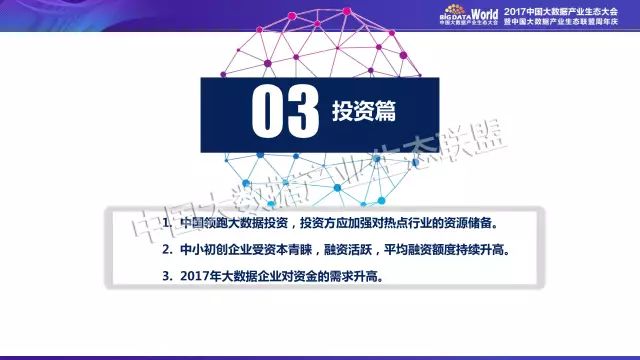 BIG DATA World
中国大数据产业生态大会
2017中国大数据产业生态大会
暨中国大数据产业生态联盟周年庆
03 投资篇
中国大数据产业生态联盟
1. 中国领跑大数据投资，投资方应加强对热点行业的资源储备。
2. 中小初创企业受资本青睐，融资活跃，平均融资额度持续升高。
3. 2017年大数据企业对资金的需求升高。